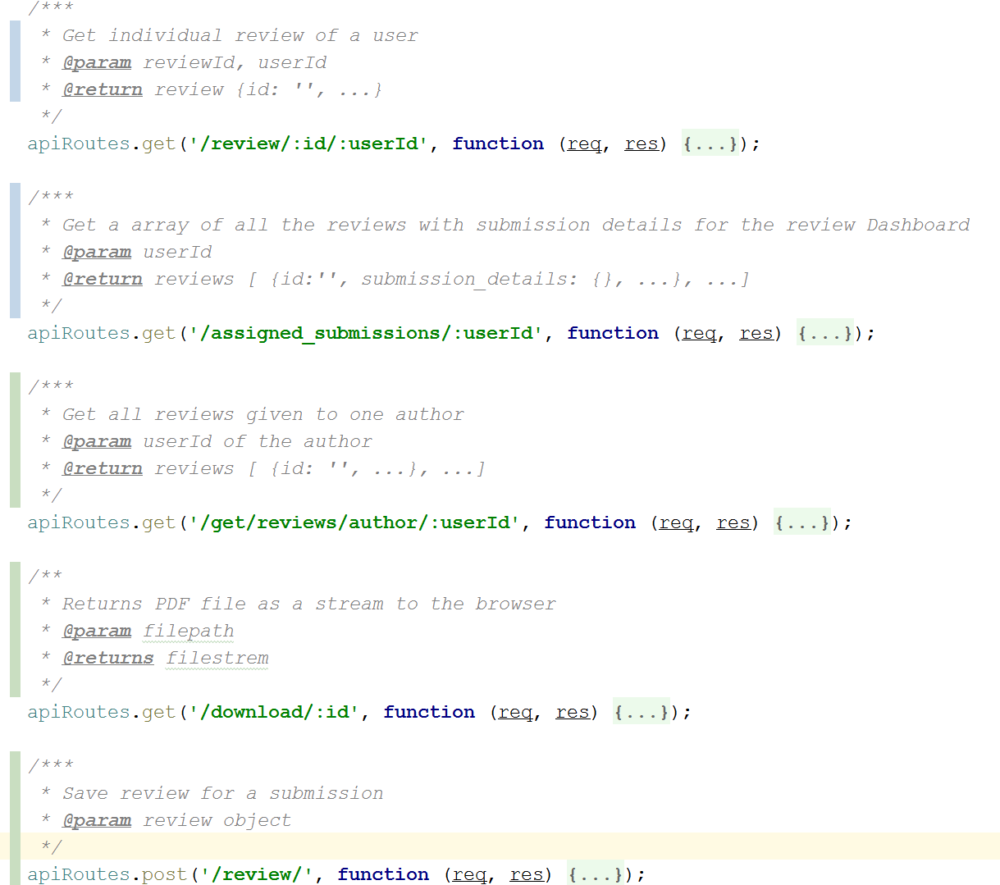 /***
 * Get individual review of a user
 * @param reviewId, userId
 * @return review {id: '', ...}
 */
apiRoutes.get('/review/:id/:userId', function (req, res) {...});
/***
 * Get a array of all the reviews with submission details for the review Dashboard
 * @param userId
 * @return reviews [ {id:'', submission_details: {}, ...}, ...]
 */
apiRoutes.get('/assigned_submissions/:userId', function (req, res) {...});
/***
 * Get all reviews given to one author
 * @param userId of the author
 * @return reviews [ {id: '', ...}, ...]
 */
apiRoutes.get('/get/reviews/author/:userId', function (req, res) {...});
/**
 * Returns PDF file as a stream to the browser
 * @param filepath
 * @returns filestrem
 */
apiRoutes.get('/download/:id', function (req, res) {...});
/***
 * Save review for a submission
 * @param review object
 */
apiRoutes.post('/review/', function (req, res) {...});